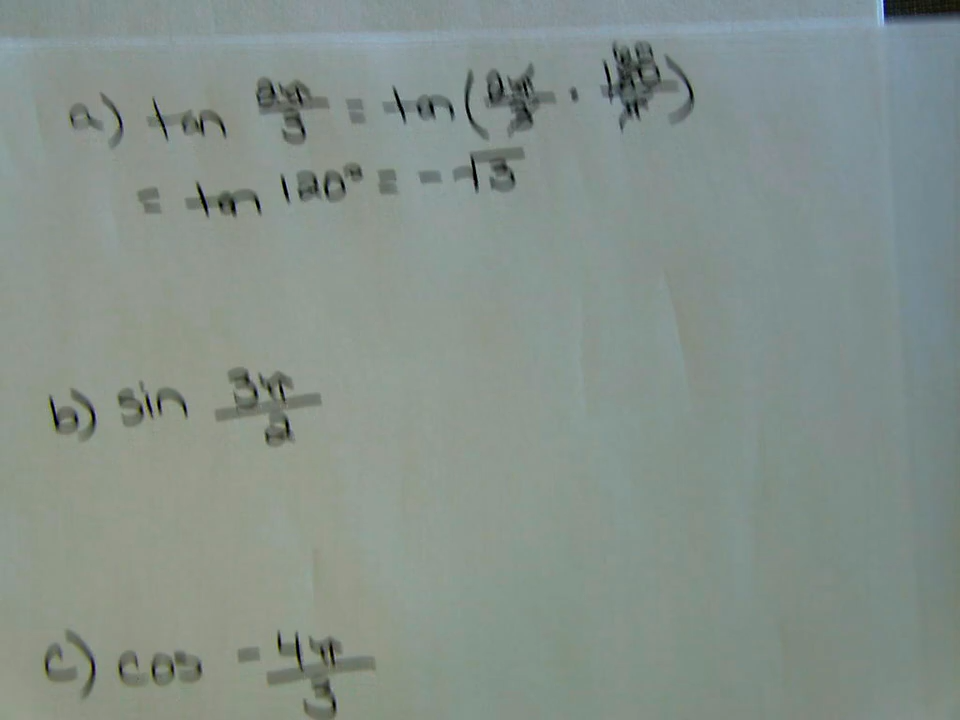 a) tan 2π/3 = tan(2π/3 · 180/π)
= tan 120° = -√3
b) sin 3π/2
c) cos -4π/3